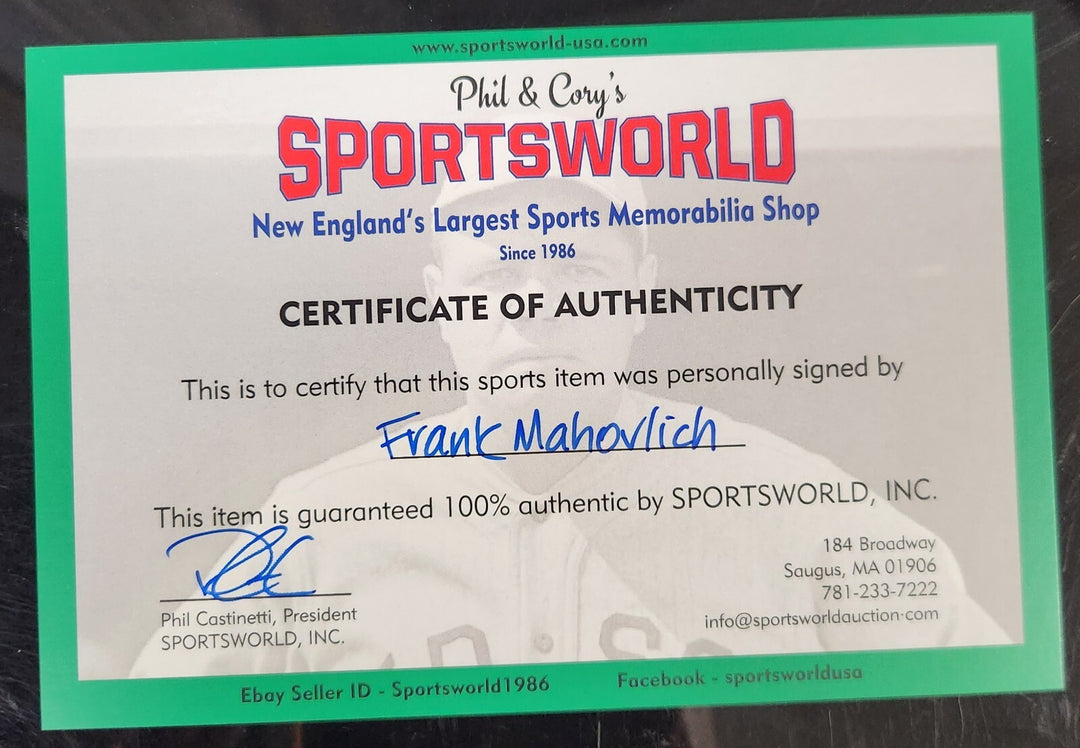 www.sportsworld-usa.com
Phil & Cory's
SPORTSWORLD
New England's Largest Sports Memorabilia Shop
Since 1986
CERTIFICATE OF AUTHENTICITY
This is to certify that this sports item was personally signed by
Frank Mahovlich
This item is guaranteed 100% authentic by SPORTSWORLD, INC.
Phil Castinetti, President
SPORTSWORLD, INC.
184 Broadway
Saugus, MA 01906
781-233-7222
info@sportsworldauction.com
Ebay Seller ID - Sportsworld1986
Facebook - sportsworldusa